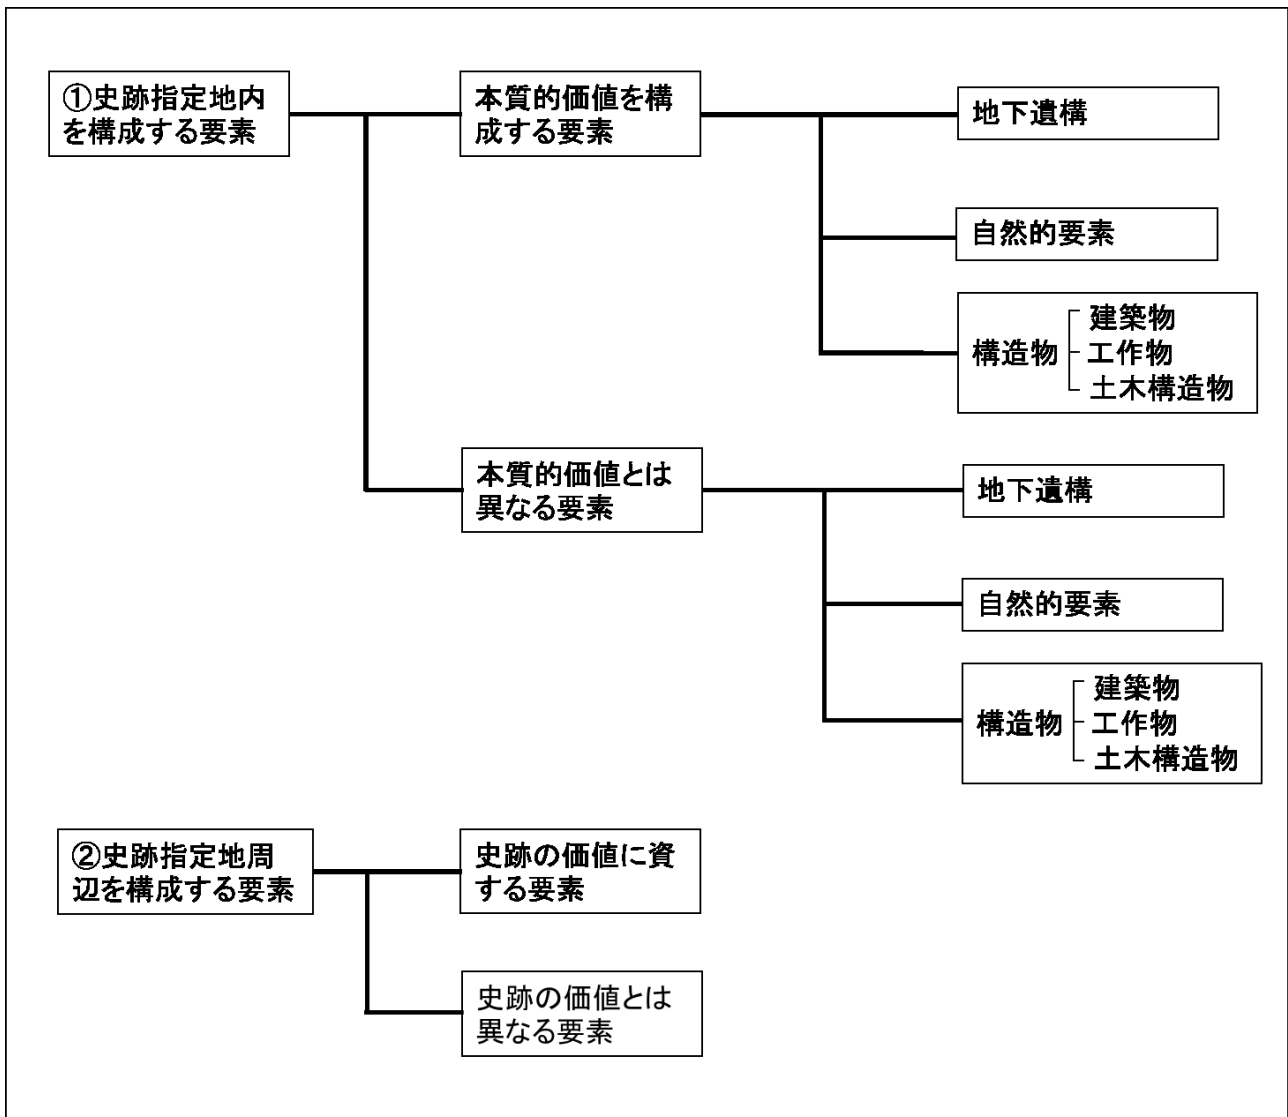 ①史跡指定地内
を構成する要素
本質的価値を構
成する要素
地下遺構
自然的要素
構造物
建築物
工作物
土木構造物
本質的価値とは
異なる要素
地下遺構
自然的要素
構造物
建築物
工作物
土木構造物
②史跡指定地周
辺を構成する要素
史跡の価値に資
する要素
史跡の価値とは
異なる要素